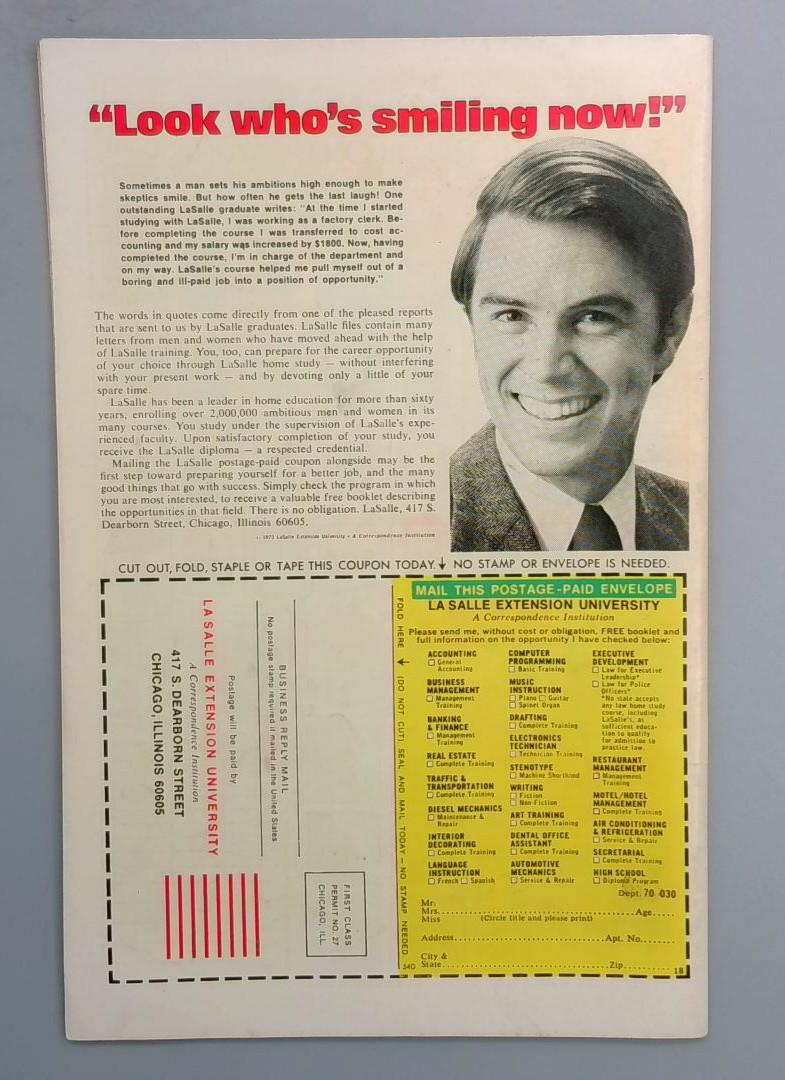 “Look who’s smiling now!”
Sometimes a man sets his ambitions high enough to make
skeptics smile. But how often he gets the last laugh! One
outstanding LaSalle graduate writes: "At the time I started
studying with LaSalle, I was working as a factory clerk. Be-
fore completing the course I was transferred to cost ac-
counting and my salary was increased by $1800. Now, having
completed the course, I'm in charge of the department and
on my way. LaSalle's course helped me pull myself out of a
boring and ill-paid job into a position of opportunity."
The words in quotes come directly from one of the pleased reports
that are sent to us by LaSalle graduates. LaSalle files contain many
letters from men and women who have moved ahead with the help
of LaSalle training. You, too, can prepare for the career opportunity
of your choice through LaSalle home study — without interfering
with your present work — and by devoting only a little of your
spare time.
LaSalle has been a leader in home education for more than sixty
years, enrolling over 2,000,000 ambitious men and women in its
many courses. You study under the supervision of LaSalle's expe-
rienced faculty. Upon satisfactory completion of your study, you
receive the LaSalle diploma — a respected credential.
Mailing the LaSalle postage-paid coupon alongside may be the
first step toward preparing yourself for a better job, and the many
good things that go with success. Simply check the program in which
you are most interested, to receive a valuable free booklet describing
the opportunities in that field. There is no obligation. LaSalle, 417 S.
Dearborn Street, Chicago, Illinois 60605.
LaSalle Extension University • A Correspondence Institution
CUT OUT, FOLD, STAPLE OR TAPE THIS COUPON TODAY. NO STAMP OR ENVELOPE IS NEEDED.
BUSINESS REPLY MAIL
No postage stamp required if mailed in the United States
Postage will be paid by
LASALLE EXTENSION UNIVERSITY
A Correspondence Institution
417 S. DEARBORN STREET
CHICAGO, ILLINOIS 60605
FIRST CLASS
PERMIT NO. 27
CHICAGO, ILL.
FOLD HERE (DO NOT CUT) SEAL AND MAIL TODAY — NO STAMP NEEDED
MAIL THIS POSTAGE-PAID ENVELOPE
LA SALLE EXTENSION UNIVERSITY
A Correspondence Institution
Please send me, without cost or obligation, FREE booklet and
full information on the opportunity I have checked below:
ACCOUNTING
☐ General
Accounting
BUSINESS
MANAGEMENT
☐ Management
Training
BANKING
& FINANCE
☐ Management
Training
REAL ESTATE
☐ Complete Training
TRAFFIC &
TRANSPORTATION
☐ Complete Training
DIESEL MECHANICS
☐ Maintenance &
Repair
INTERIOR
DECORATING
☐ Complete Training
LANGUAGE
INSTRUCTION
☐ French ☐ Spanish
COMPUTER
PROGRAMMING
☐ Basic Training
MUSIC
INSTRUCTION
☐ Piano ☐ Guitar
☐ Spinet Organ
DRAFTING
☐ Complete Training
ELECTRONICS
TECHNICIAN
☐ Technician Training
STENOTYPE
☐ Machine Shorthand
WRITING
☐ Fiction
☐ Non-Fiction
ART TRAINING
☐ Complete Training
DENTAL OFFICE
ASSISTANT
☐ Complete Training
AUTOMOTIVE
MECHANICS
☐ Service & Repair
EXECUTIVE
DEVELOPMENT
☐ Law for Executive
Leadership*
☐ Law for Police
Officers*
*No state accepts
any law home study
course, including
LaSalle's, as
sufficient educa-
tion to qualify
for admission to
practice law.
RESTAURANT
MANAGEMENT
☐ Management
Training
MOTEL/HOTEL
MANAGEMENT
☐ Complete Training
AIR CONDITIONING
& REFRIGERATION
☐ Service & Repair
SECRETARIAL
☐ Complete Training
HIGH SCHOOL
☐ Diploma Program
Dept. 70-030
Mr.
Mrs. Age
Miss (Circle title and please print)
Address Apt. No.
City &
State Zip
54D
18